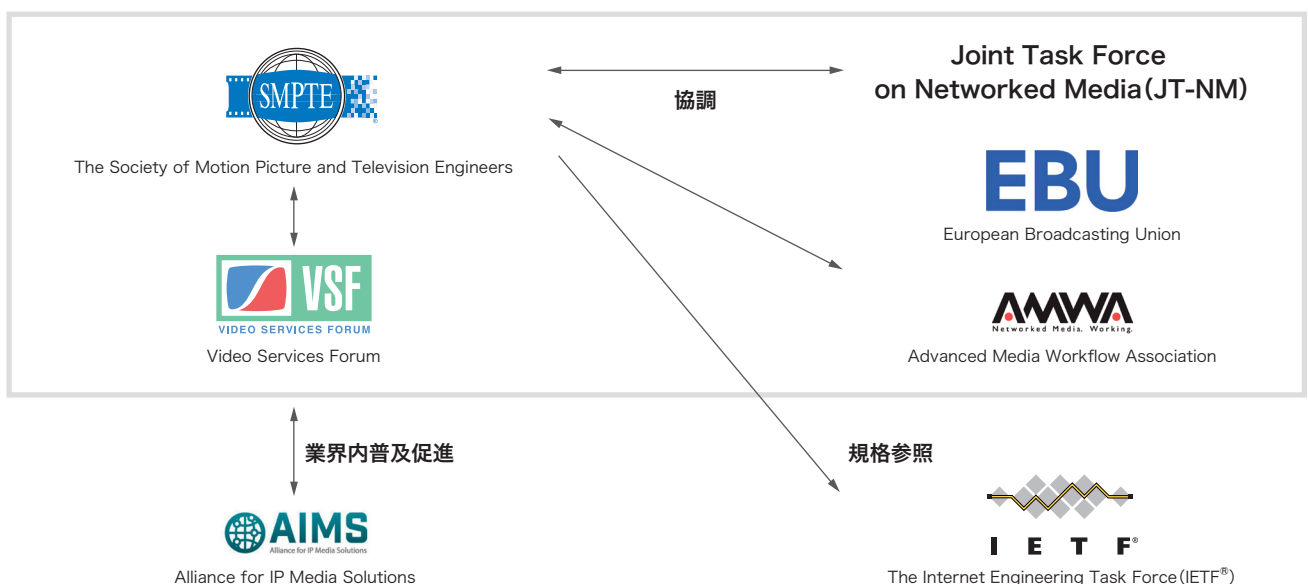 SMPTE
The Society of Motion Picture and Television Engineers
協調
Joint Task Force
on Networked Media(JT-NM)
EBU
European Broadcasting Union
VSF
VIDEO SERVICES FORUM
Video Services Forum
AMWA
Networked Media. Working.
Advanced Media Workflow Association
業界内普及促進
規格参照
AIMS
Alliance for IP Media Solutions
Alliance for IP Media Solutions
I E T F®
The Internet Engineering Task Force(IETF®)